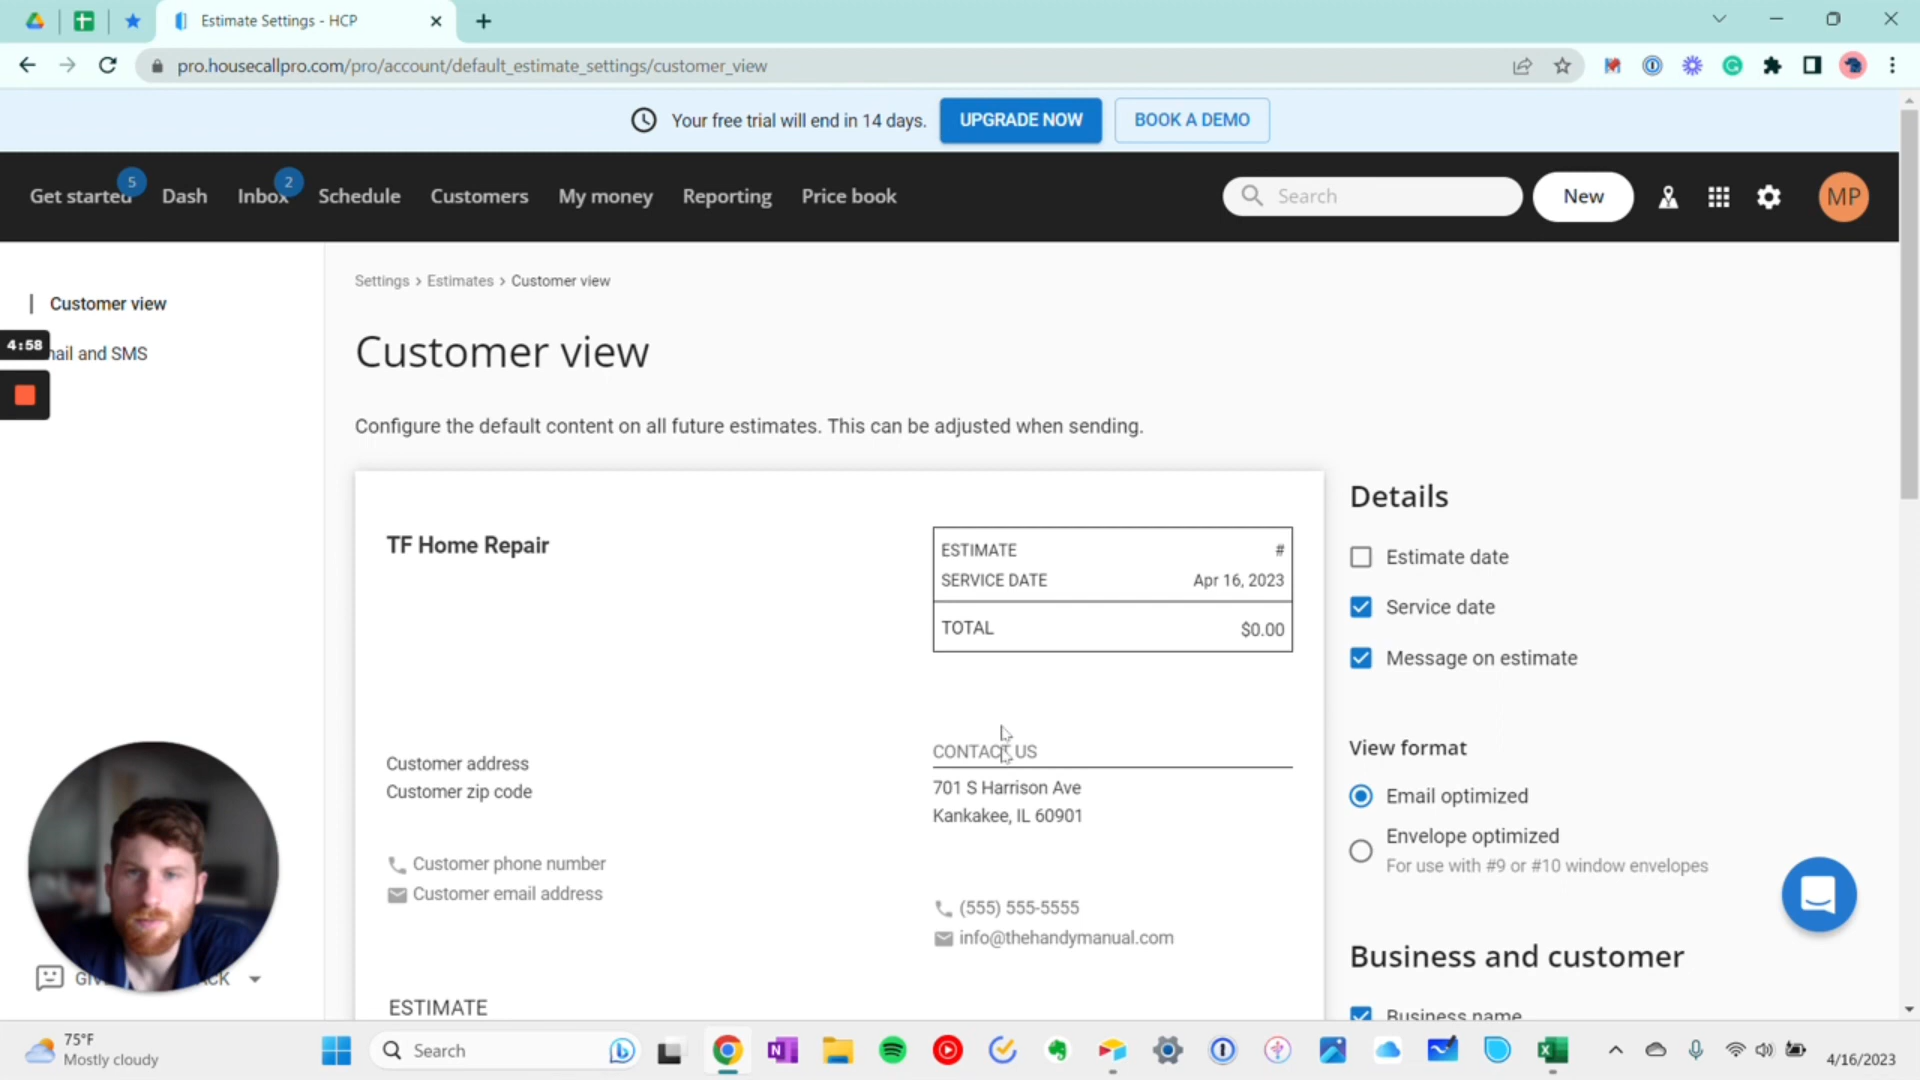 Estimate Settings - HCP
pro.housecallpro.com/pro/account/default_estimate_settings/customer_view
Your free trial will end in 14 days.
UPGRADE NOW
BOOK A DEMO
Get started
5
Dash
Inbox
2
Schedule
Customers
My money
Reporting
Price book
Search
New
MP
Customer view
4:58
ail and SMS
Settings > Estimates > Customer view
Customer view
Configure the default content on all future estimates. This can be adjusted when sending.
TF Home Repair
ESTIMATE #
SERVICE DATE Apr 16, 2023
TOTAL $0.00
Customer address
Customer zip code
Customer phone number
Customer email address
CONTACT US
701 S Harrison Ave
Kankakee, IL 60901
(555) 555-5555
info@thehandymanual.com
ESTIMATE
Details
Estimate date
Service date
Message on estimate
View format
Email optimized
Envelope optimized
For use with #9 or #10 window envelopes
Business and customer
Business name
75°F
Mostly cloudy
Search
4/16/2023